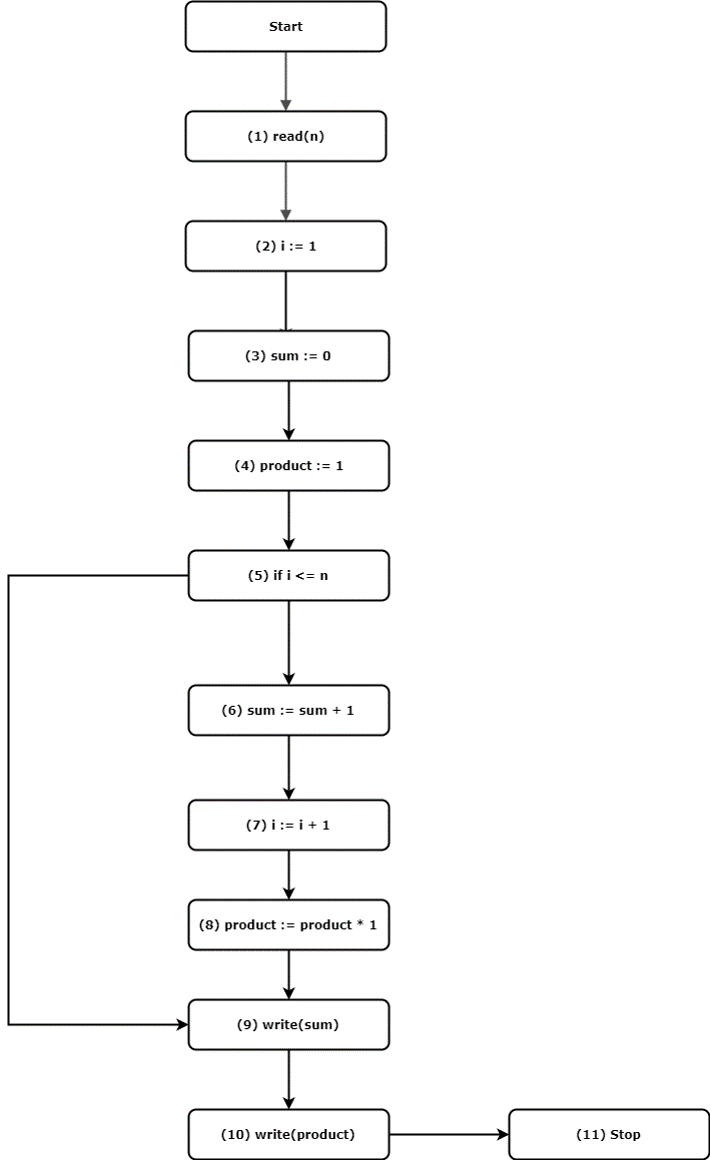 Start
(1) read(n)
(2) i := 1
(3) sum := 0
(4) product := 1
(5) if i <= n
(6) sum := sum + 1
(7) i := i + 1
(8) product := product * 1
(9) write(sum)
(10) write(product)
(11) Stop